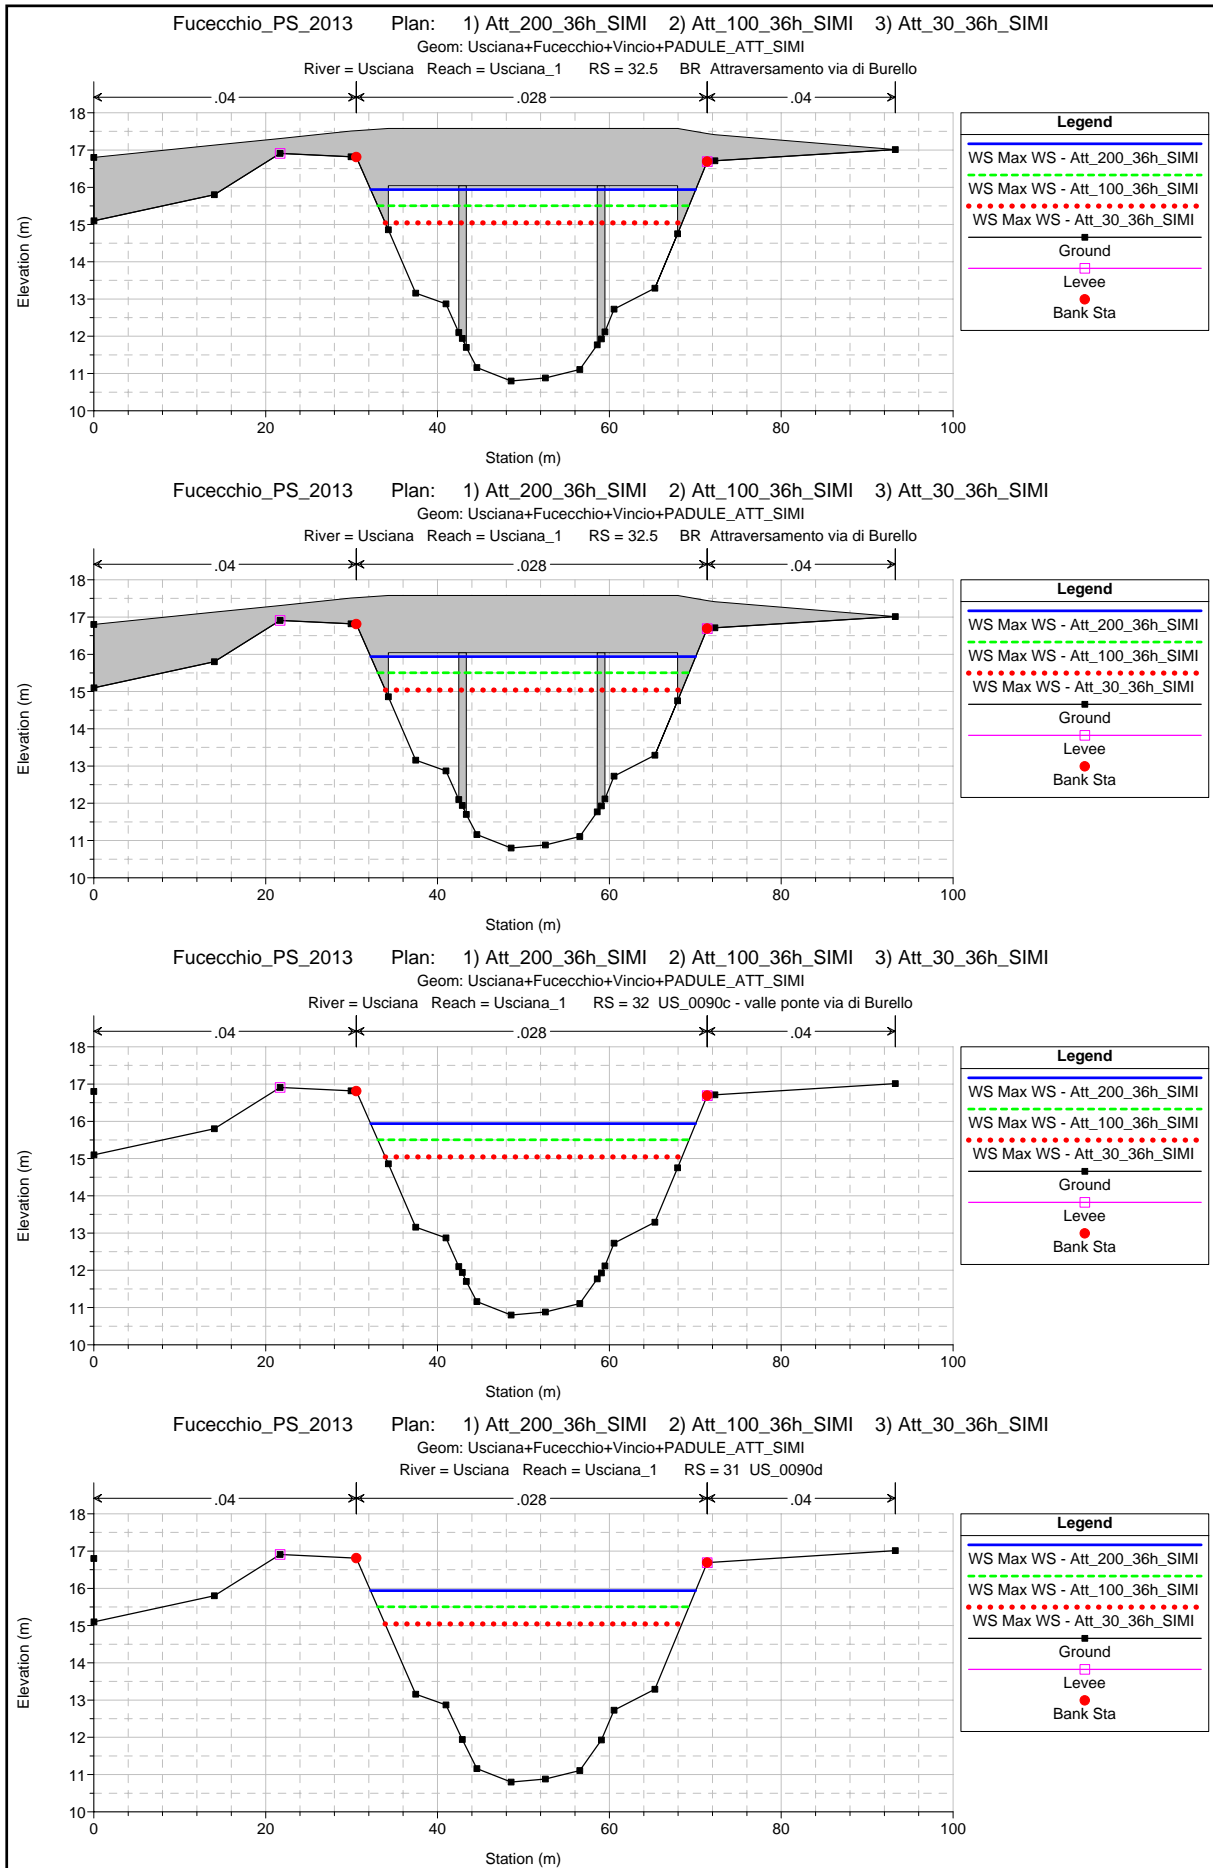 Fucecchio_PS_2013 Plan: 1) Att_200_36h_SIMI 2) Att_100_36h_SIMI 3) Att_30_36h_SIMI
Geom: Usciana+Fucecchio+Vincio+PADULE_ATT_SIMI
River = Usciana Reach = Usciana_1 RS = 32.5 BR Attraversamento via di Burello
.04 .028 .04
18
17
16
15
14
13
12
11
10
Elevation (m)
0 20 40 60 80 100
Station (m)
Legend
WS Max WS - Att_200_36h_SIMI
WS Max WS - Att_100_36h_SIMI
WS Max WS - Att_30_36h_SIMI
Ground
Levee
Bank Sta
Fucecchio_PS_2013 Plan: 1) Att_200_36h_SIMI 2) Att_100_36h_SIMI 3) Att_30_36h_SIMI
Geom: Usciana+Fucecchio+Vincio+PADULE_ATT_SIMI
River = Usciana Reach = Usciana_1 RS = 32.5 BR Attraversamento via di Burello
.04 .028 .04
18
17
16
15
14
13
12
11
10
Elevation (m)
0 20 40 60 80 100
Station (m)
Legend
WS Max WS - Att_200_36h_SIMI
WS Max WS - Att_100_36h_SIMI
WS Max WS - Att_30_36h_SIMI
Ground
Levee
Bank Sta
Fucecchio_PS_2013 Plan: 1) Att_200_36h_SIMI 2) Att_100_36h_SIMI 3) Att_30_36h_SIMI
Geom: Usciana+Fucecchio+Vincio+PADULE_ATT_SIMI
River = Usciana Reach = Usciana_1 RS = 32 US_0090c - valle ponte via di Burello
.04 .028 .04
18
17
16
15
14
13
12
11
10
Elevation (m)
0 20 40 60 80 100
Station (m)
Legend
WS Max WS - Att_200_36h_SIMI
WS Max WS - Att_100_36h_SIMI
WS Max WS - Att_30_36h_SIMI
Ground
Levee
Bank Sta
Fucecchio_PS_2013 Plan: 1) Att_200_36h_SIMI 2) Att_100_36h_SIMI 3) Att_30_36h_SIMI
Geom: Usciana+Fucecchio+Vincio+PADULE_ATT_SIMI
River = Usciana Reach = Usciana_1 RS = 31 US_0090d
.04 .028 .04
18
17
16
15
14
13
12
11
10
Elevation (m)
0 20 40 60 80 100
Station (m)
Legend
WS Max WS - Att_200_36h_SIMI
WS Max WS - Att_100_36h_SIMI
WS Max WS - Att_30_36h_SIMI
Ground
Levee
Bank Sta